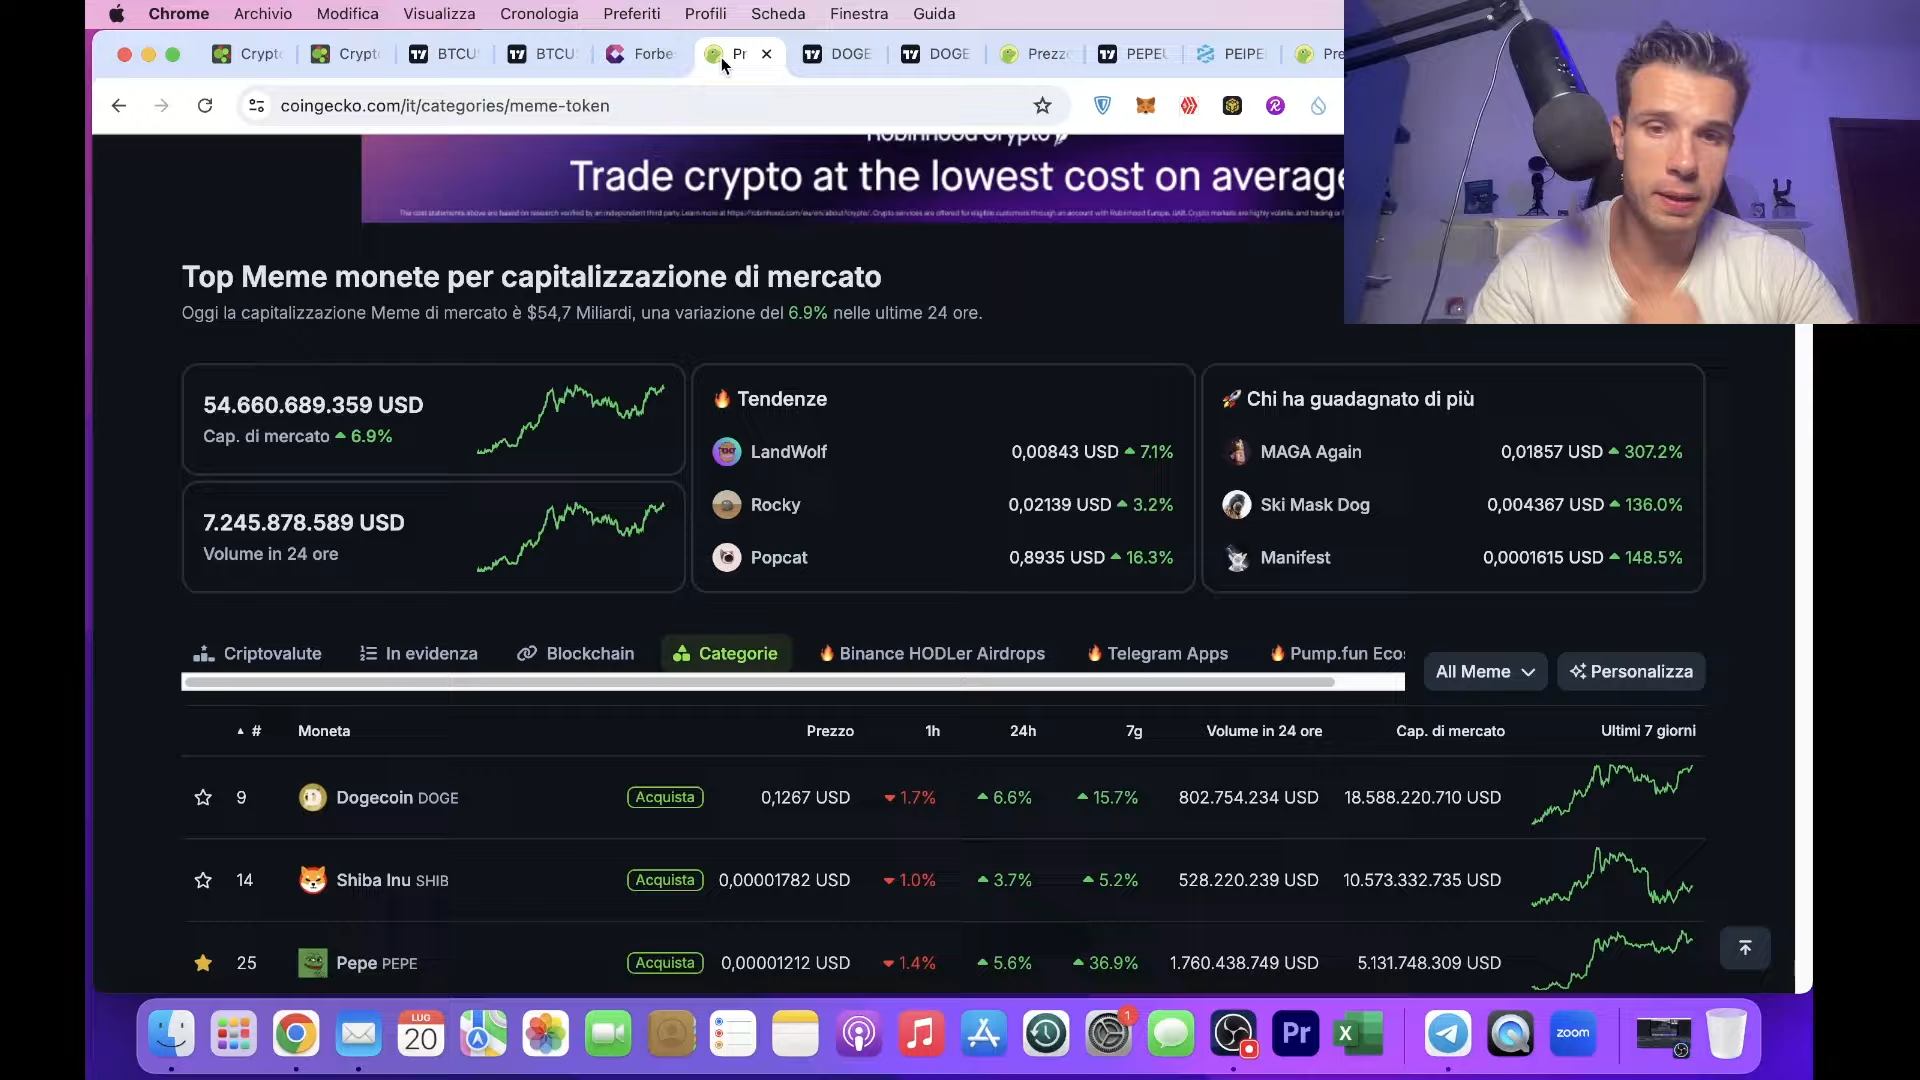 Chrome Archivio Modifica Visualizza Cronologia Preferiti Profili Scheda Finestra Guida
Crypt Crypt BTCU BTCU Forbe Pr DOGE DOGE Prezz PEPEU PEIPEI Pre
coingecko.com/it/categories/meme-token
Robinhood Crypto
Trade crypto at the lowest cost on average
Top Meme monete per capitalizzazione di mercato
Oggi la capitalizzazione Meme di mercato è $54,7 Miliardi, una variazione del 6.9% nelle ultime 24 ore.
54.660.689.359 USD
Cap. di mercato 6.9%
7.245.878.589 USD
Volume in 24 ore
Tendenze
LandWolf 0,00843 USD 7.1%
Rocky 0,02139 USD 3.2%
Popcat 0,8935 USD 16.3%
Chi ha guadagnato di più
MAGA Again 0,01857 USD 307.2%
Ski Mask Dog 0,004367 USD 136.0%
Manifest 0,0001615 USD 148.5%
Criptovalute In evidenza Blockchain Categorie Binance HODLer Airdrops Telegram Apps Pump.fun Ecos All Meme Personalizza
# Moneta Prezzo 1h 24h 7g Volume in 24 ore Cap. di mercato Ultimi 7 giorni
9 Dogecoin DOGE Acquista 0,1267 USD 1.7% 6.6% 15.7% 802.754.234 USD 18.588.220.710 USD
14 Shiba Inu SHIB Acquista 0,00001782 USD 1.0% 3.7% 5.2% 528.220.239 USD 10.573.332.735 USD
25 Pepe PEPE Acquista 0,00001212 USD 1.4% 5.6% 36.9% 1.760.438.749 USD 5.131.748.309 USD
LUG
20
1
Pr
X
zoom